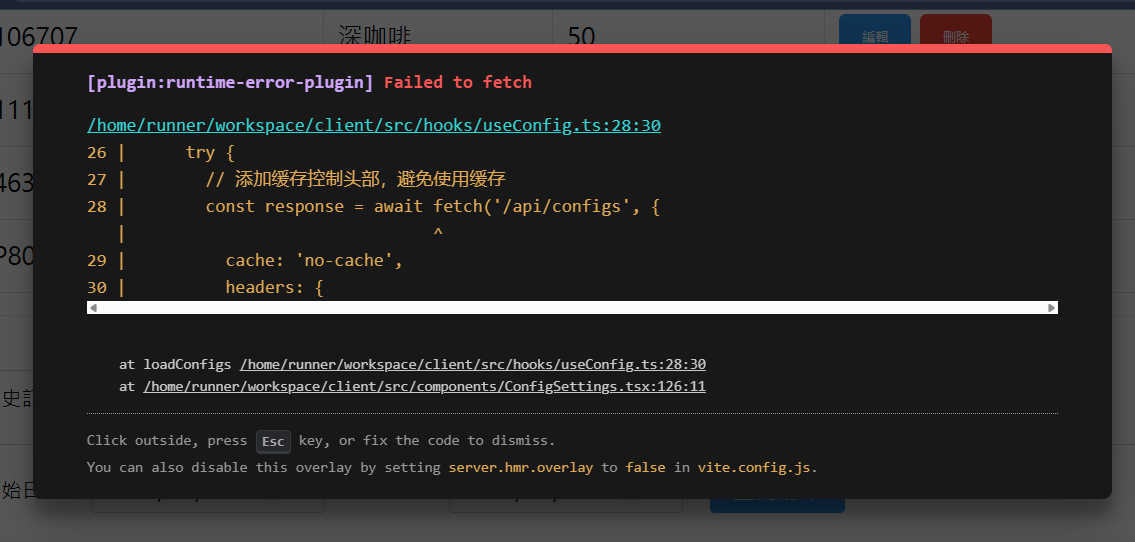 106707 深咖啡 50 編輯 刪除
[plugin:runtime-error-plugin] Failed to fetch
111
/home/runner/workspace/client/src/hooks/useConfig.ts:28:30
26 | try {
463
27 | // 添加缓存控制头部，避免使用缓存
28 | const response = await fetch('/api/configs', {
| ^
P80
29 | cache: 'no-cache',
30 | headers: {
at loadConfigs /home/runner/workspace/client/src/hooks/useConfig.ts:28:30
at /home/runner/workspace/client/src/components/ConfigSettings.tsx:126:11
史
Click outside, press Esc key, or fix the code to dismiss.
You can also disable this overlay by setting server.hmr.overlay to false in vite.config.js.
始日